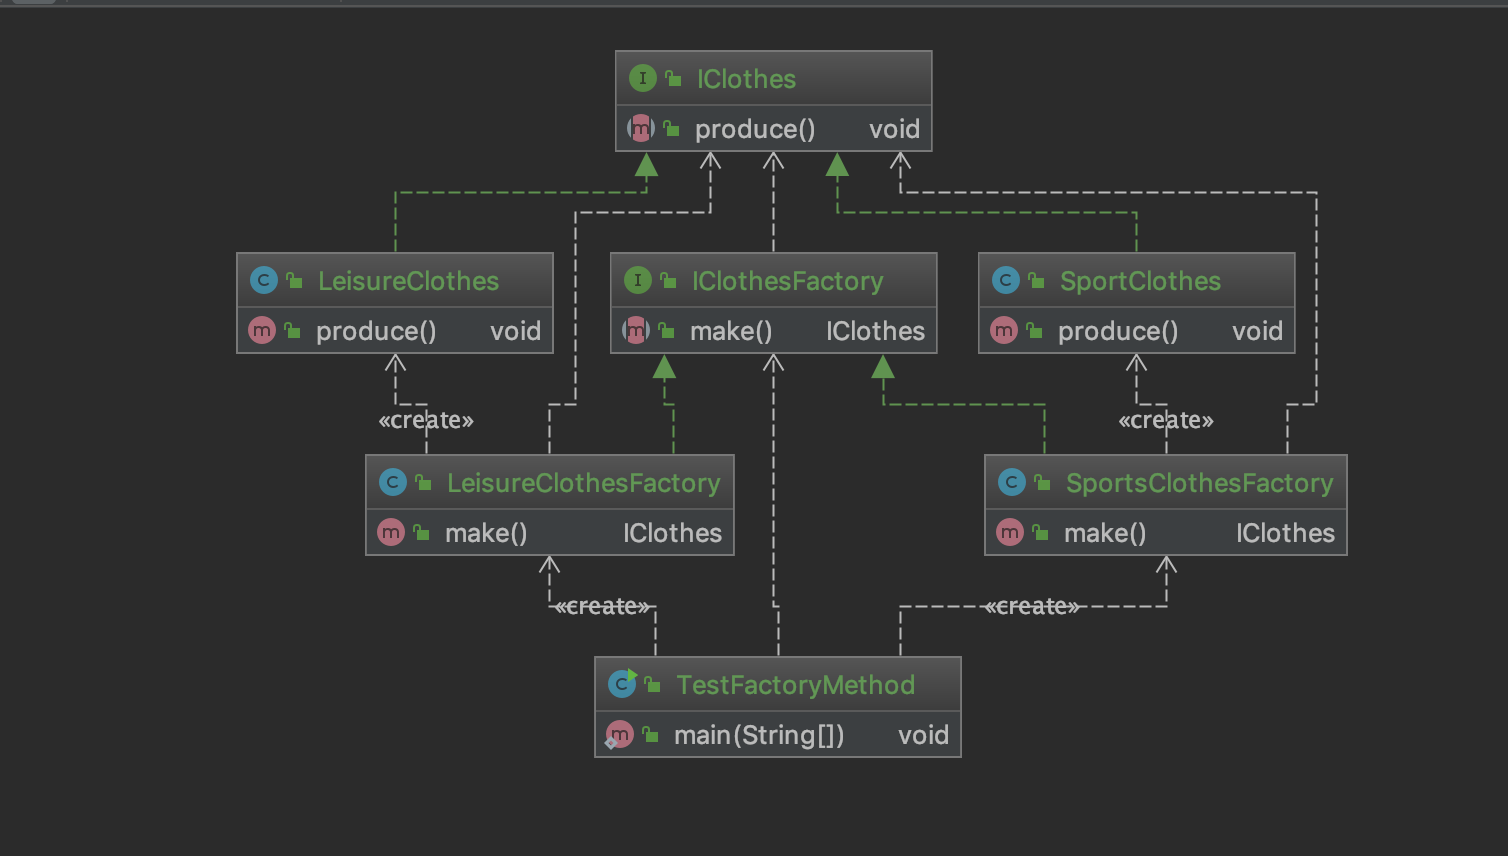 IClothes
produce() void
LeisureClothes
produce() void
IClothesFactory
make() IClothes
SportClothes
produce() void
«create»
«create»
LeisureClothesFactory
make() IClothes
SportsClothesFactory
make() IClothes
«create»
«create»
TestFactoryMethod
main(String[]) void